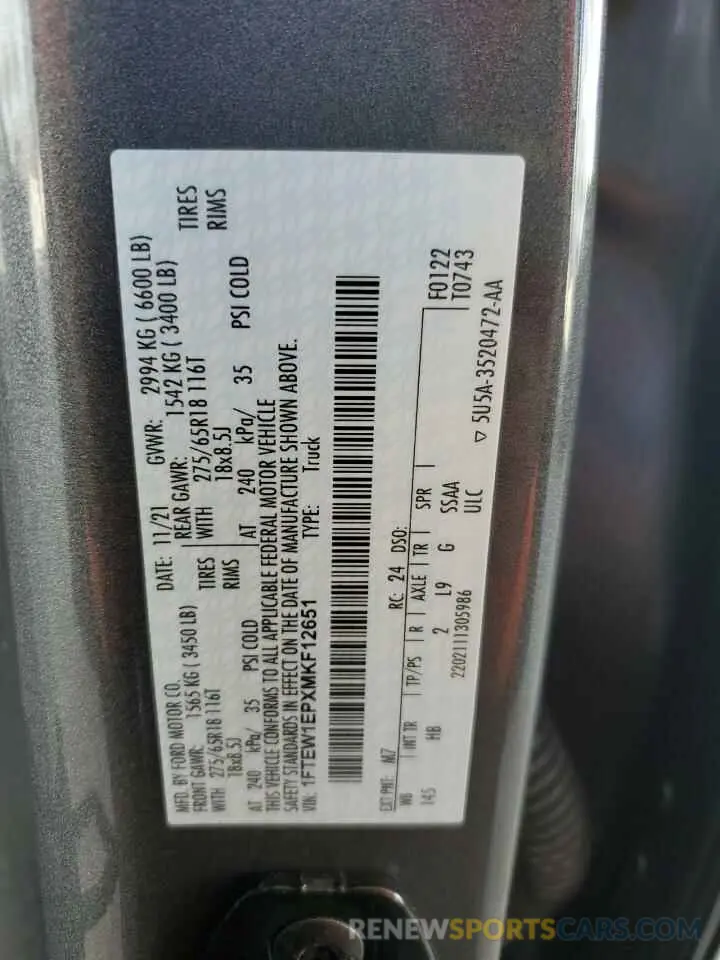 MFD. BY FORD MOTOR CO.
DATE: 11/21 GVWR: 2994 KG ( 6600 LB)
FRONT GAWR: 1565 KG ( 3450 LB) REAR GAWR: 1542 KG ( 3400 LB)
WITH 275/65R18 116T TIRES WITH 275/65R18 116T TIRES
18x8.5J RIMS 18x8.5J RIMS
AT 240 kPa/ 35 PSI COLD AT 240 kPa/ 35 PSI COLD
THIS VEHICLE CONFORMS TO ALL APPLICABLE FEDERAL MOTOR VEHICLE
SAFETY STANDARDS IN EFFECT ON THE DATE OF MANUFACTURE SHOWN ABOVE.
VIN: 1FTEW1EPXMKF12651 TYPE: Truck
EXT PNT: M7 RC: 24 DSO: F0122
WB INT TR TP/PS R AXLE TR SPR T0743
145 HB 2 L9 G SSAA
ULC
2202111305986 ▽ 5U5A-3520472-AA
RENEWSPORTSCARS.COM